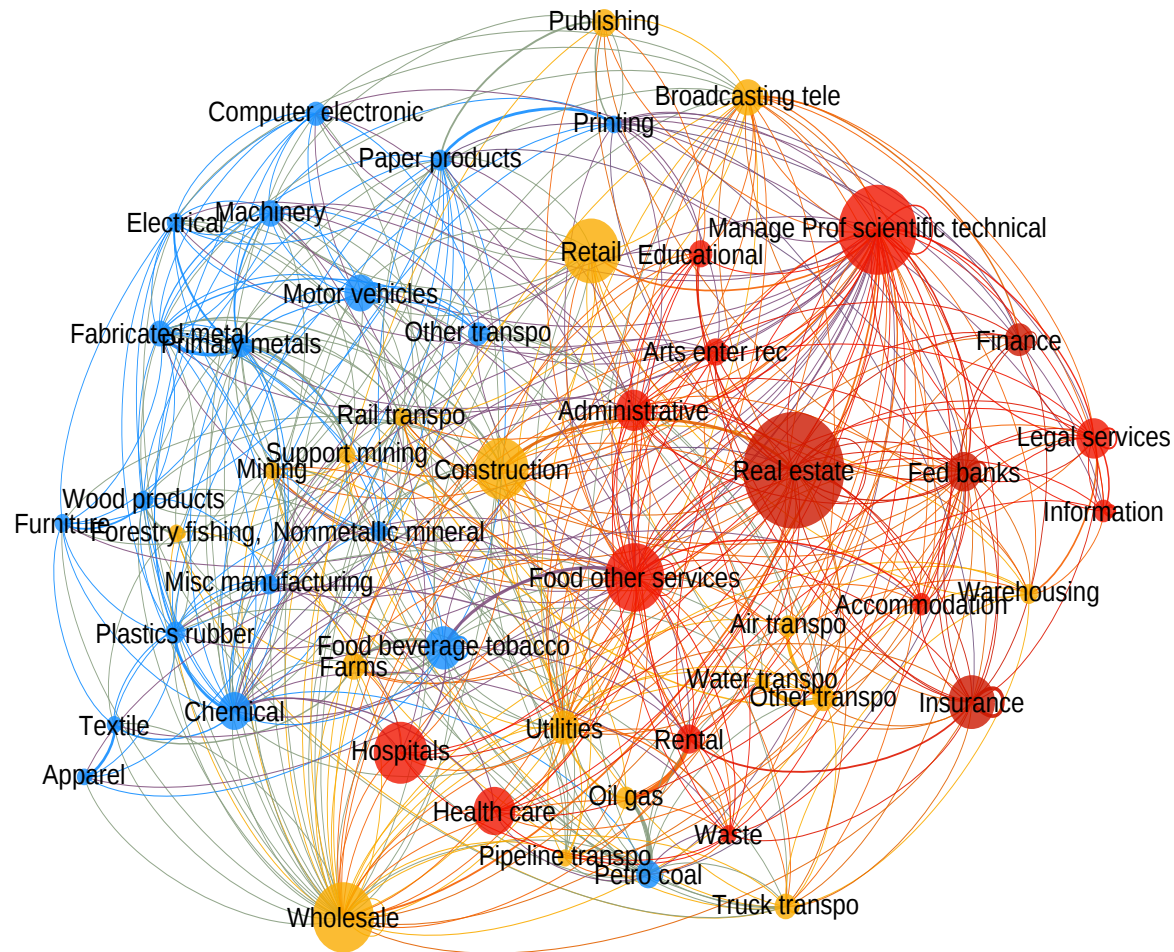 Publishing
Broadcasting tele
Computer electronic
Printing
Paper products
Machinery
Electrical
Manage Prof scientific technical
Retail
Educational
Motor vehicles
Other transpo
Fabricated metal
Primary metals
Finance
Arts enter rec
Rail transpo
Administrative
Legal services
Support mining
Mining
Construction
Real estate
Fed banks
Wood products
Information
Furniture
Forestry fishing,
Nonmetallic mineral
Misc manufacturing
Food other services
Warehousing
Accommodation
Air transpo
Plastics rubber
Food beverage tobacco
Farms
Water transpo
Other transpo
Insurance
Chemical
Textile
Utilities
Rental
Hospitals
Apparel
Oil gas
Health care
Waste
Pipeline transpo
Petro coal
Truck transpo
Wholesale